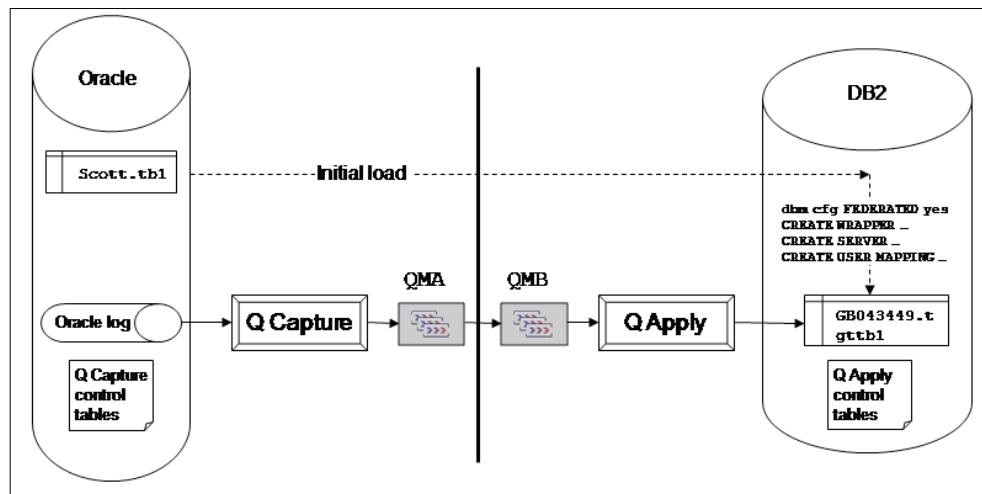 Oracle
DB2
Scott.tb1
Initial load
dbm cfg FEDERATED yes
CREATE WRAPPER …
CREATE SERVER …
CREATE USER MAPPING …
QMA
QMB
Oracle log
Q Capture
Q Apply
GB043449.t
gttb1
Q Capture
control
tables
Q Apply
control
tables